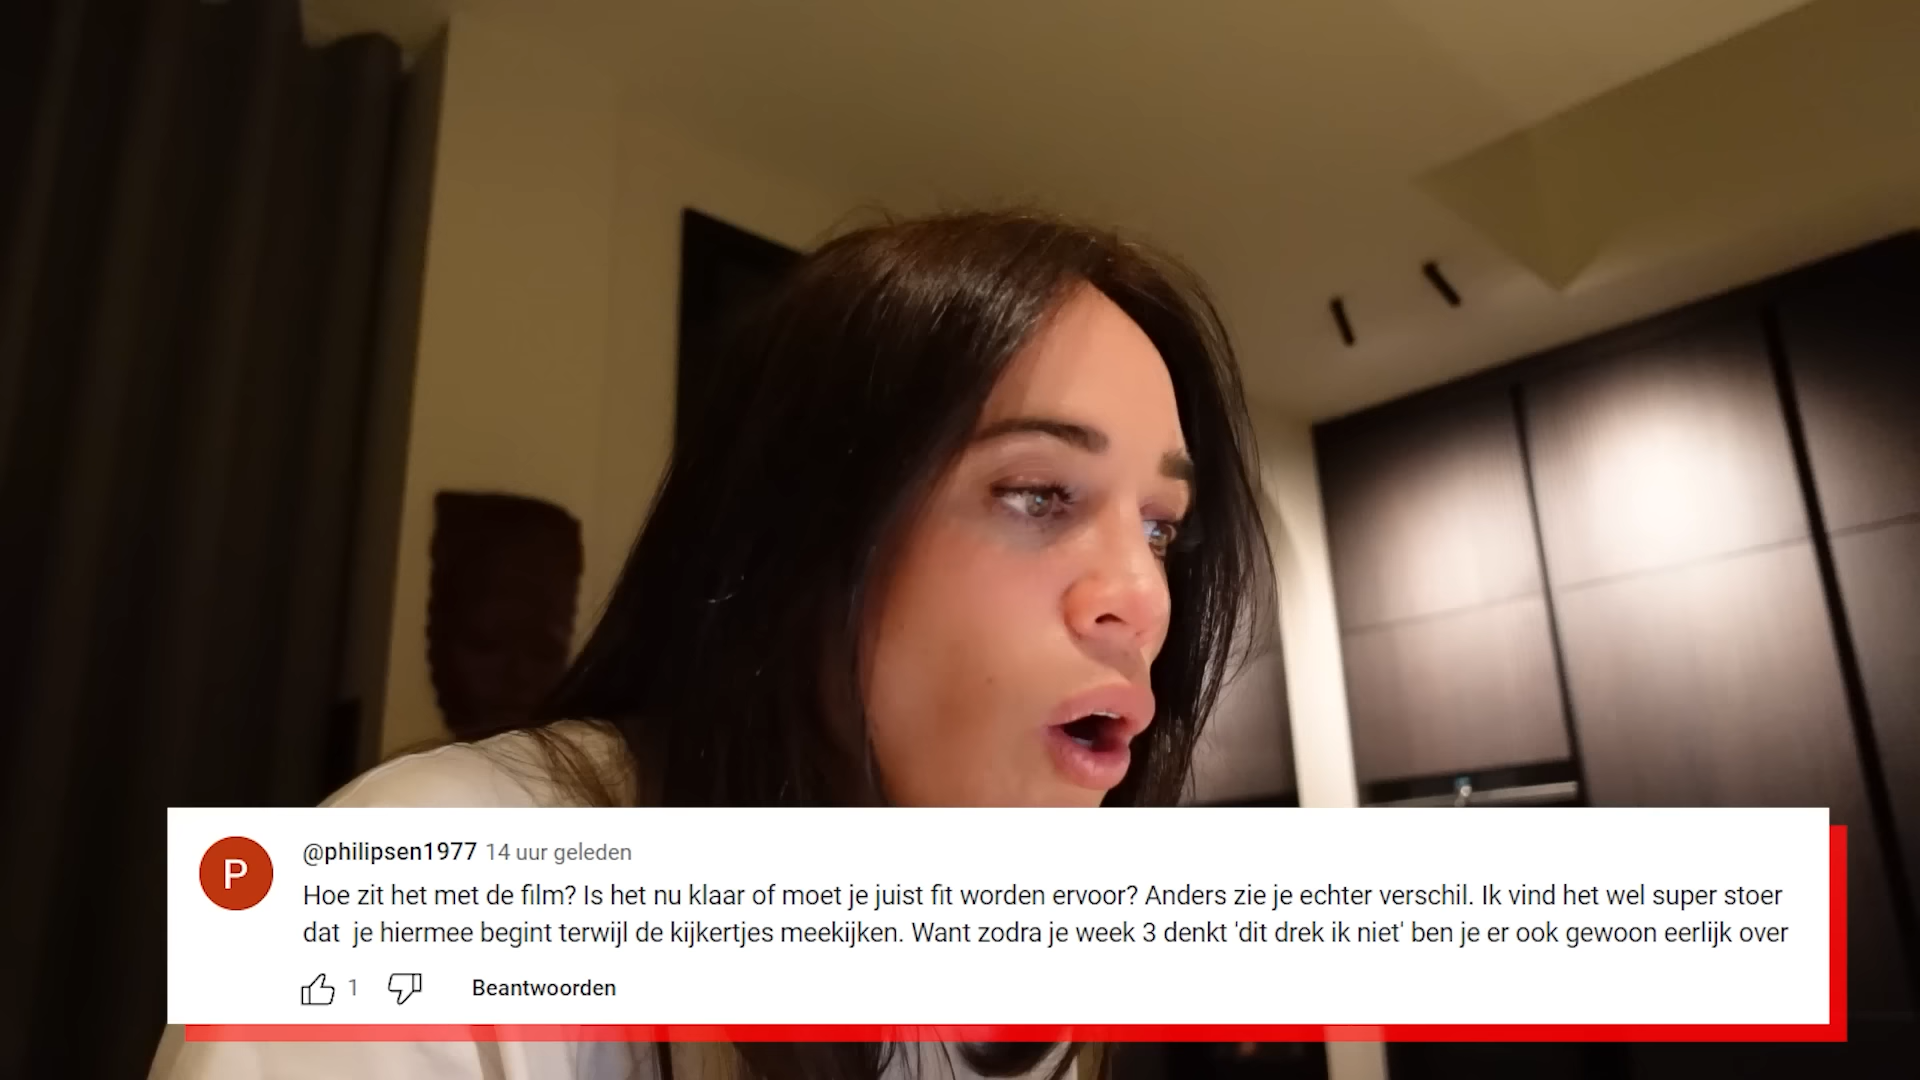 P
@philipsen1977 14 uur geleden
Hoe zit het met de film? Is het nu klaar of moet je juist fit worden ervoor? Anders zie je echter verschil. Ik vind het wel super stoer
dat je hiermee begint terwijl de kijkertjes meekijken. Want zodra je week 3 denkt 'dit drek ik niet' ben je er ook gewoon eerlijk over
1 Beantwoorden